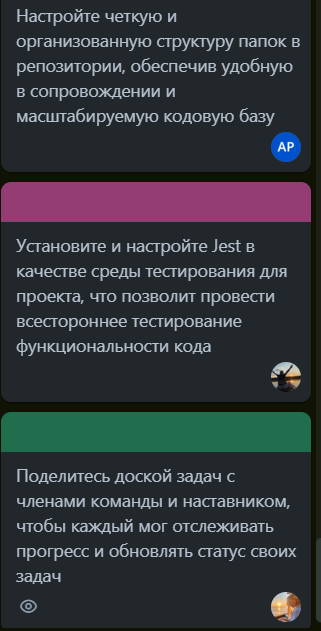 Настройте четкую и
организованную структуру папок в
репозитории, обеспечив удобную
в сопровождении и
масштабируемую кодовую базу
AP
Установите и настройте Jest в
качестве среды тестирования для
проекта, что позволит провести
всестороннее тестирование
функциональности кода
Поделитесь доской задач с
членами команды и наставником,
чтобы каждый мог отслеживать
прогресс и обновлять статус своих
задач